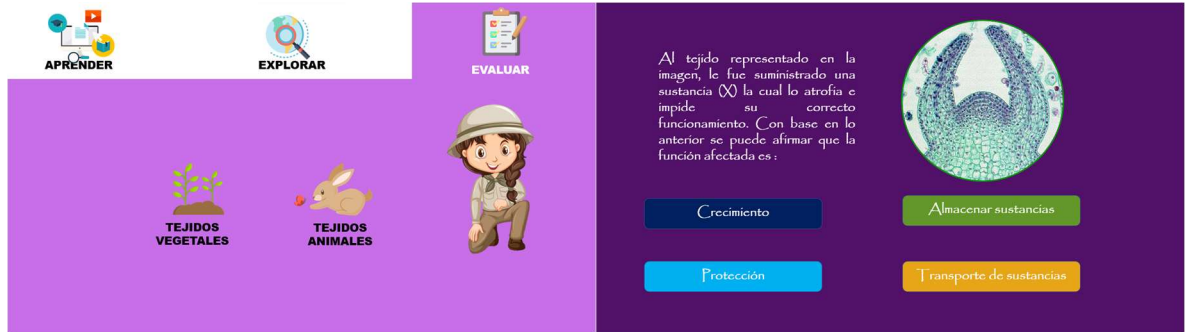 APRENDER
EXPLORAR
EVALUAR
TEJIDOS
VEGETALES
TEJIDOS
ANIMALES
Al tejido representado en la
imagen, le fue suministrado una
sustancia (X) la cual lo atrofia e
impide su correcto
funcionamiento. Con base en lo
anterior se puede afirmar que la
función afectada es :
Crecimiento
Almacenar sustancias
Protección
Transporte de sustancias